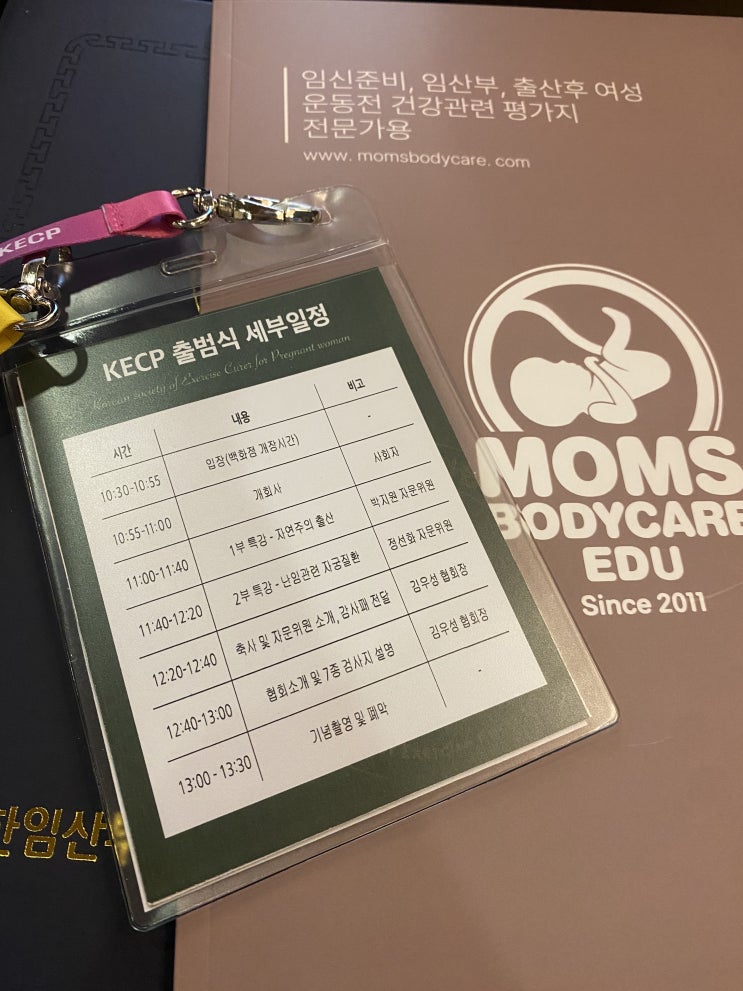 임신준비, 임산부, 출산후 여성
운동전 건강관련 평가지
전문가용
www. momsbodycare. com
KECP
KECP 출범식 세부일정
society of Exercise Curer for Pregnant woman
시간 내용 비고
10:30-10:55 입장(백화점 개장시간) -
10:55-11:00 개회사 사회자
11:00-11:40 1부 특강 - 자연주의 출산 박지원 자문위원
11:40-12:20 2부 특강 - 난임관련 자궁질환 정선화 자문위원
12:20-12:40 축사 및 자문위원 소개, 감사패 전달 김우성 협회장
12:40-13:00 협회소개 및 7종 검사지 설명 김우성 협회장
13:00 - 13:30 기념촬영 및 폐막 -
MOMS
BODYCARE
EDU
Since 2011
한임산